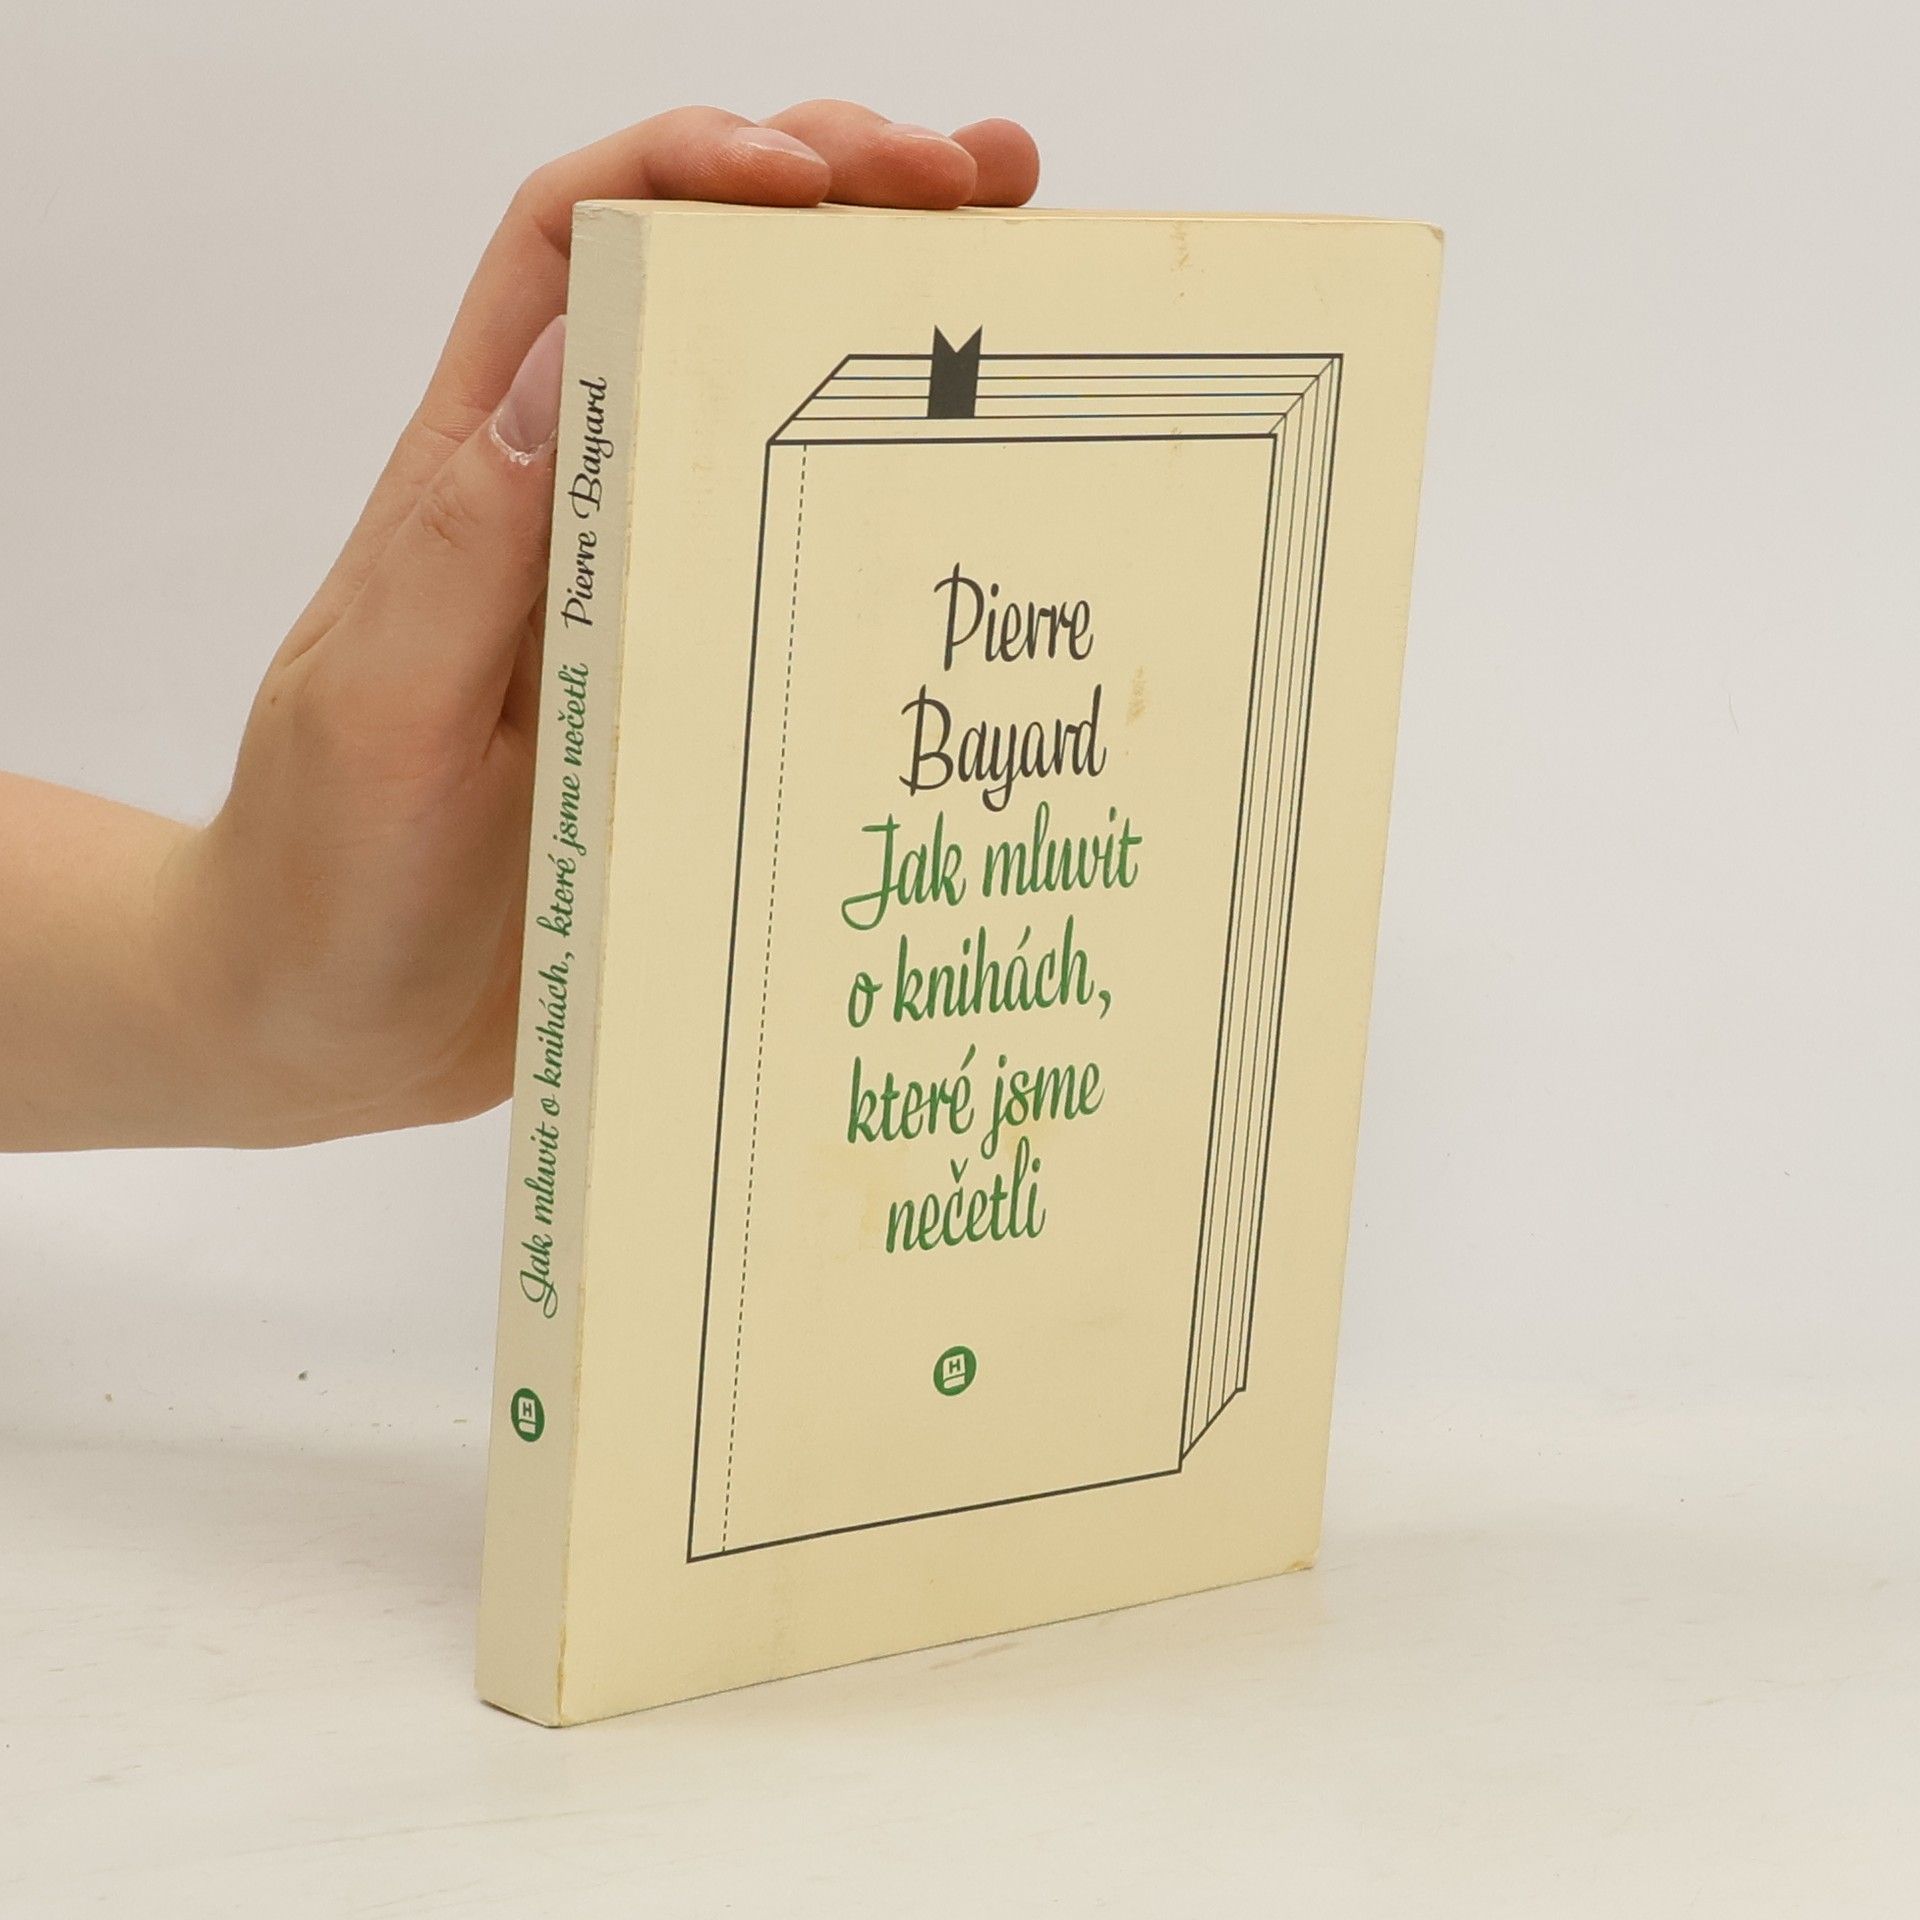 Pierre
Bayard
Jak mluvit
o knihách,
které jsme
nečetli
H
Jak mluvit o knihách, které jsme nečetli Pierre Bayard
H